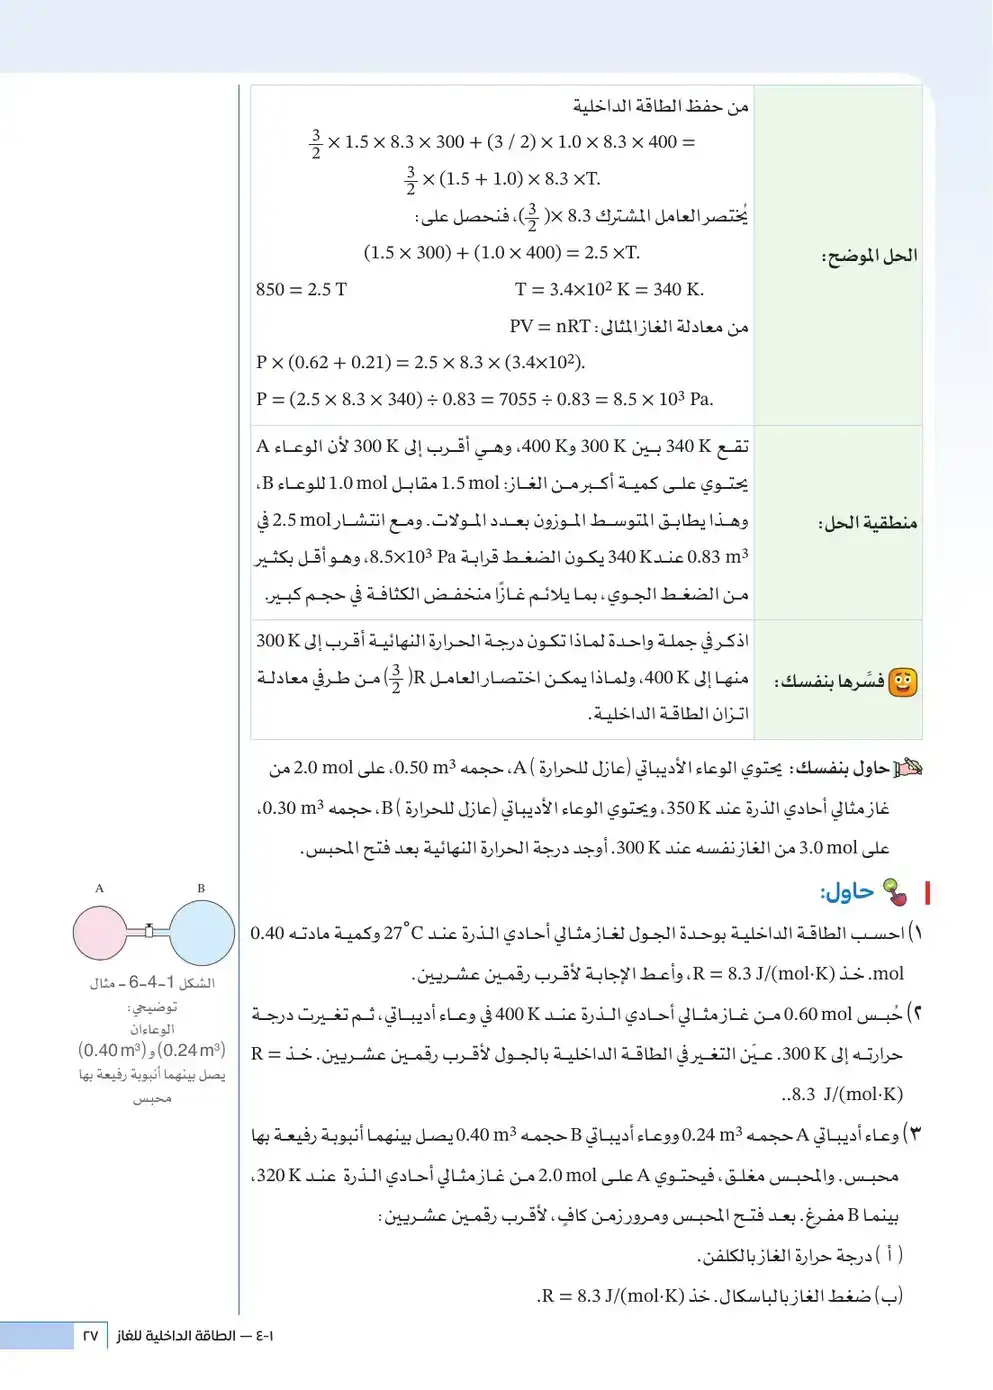 من حفظ الطاقة الداخلية
3/2 × 1.5 × 8.3 × 300 + (3 / 2) × 1.0 × 8.3 × 400 =
3/2 × (1.5 + 1.0) × 8.3 ×T.
يُختصر العامل المشترك 8.3 ×(3/2)، فنحصل على:
(1.5 × 300) + (1.0 × 400) = 2.5 ×T.
الحل الموضح:
850 = 2.5 T T = 3.4×10² K = 340 K.
من معادلة الغاز المثالي: PV = nRT
P × (0.62 + 0.21) = 2.5 × 8.3 × (3.4×10²).
P = (2.5 × 8.3 × 340) ÷ 0.83 = 7055 ÷ 0.83 = 8.5 × 10³ Pa.
تقع 340 K بين 300 K و400 K، وهي أقرب إلى 300 K لأن الوعاء A
يحتوي على كمية أكبر من الغاز: 1.5 mol مقابل 1.0 mol للوعاء B،
منطقية الحل:
وهذا يطابق المتوسط الموزون بعدد المولات. ومع انتشار 2.5 mol في
0.83 m³ عند 340 K يكون الضغط قرابة 8.5×10³ Pa، وهو أقل بكثير
من الضغط الجوي، بما يلائم غازًا منخفض الكثافة في حجم كبير.
اذكر في جملة واحدة لماذا تكون درجة الحرارة النهائية أقرب إلى 300 K
فسِّرها بنفسك:
منها إلى 400 K، ولماذا يمكن اختصار العامل R(3/2) من طرفي معادلة
اتزان الطاقة الداخلية.
حاول بنفسك: يحتوي الوعاء الأديباتي (عازل للحرارة) A، حجمه 0.50 m³، على 2.0 mol من
غاز مثالي أحادي الذرة عند 350 K، ويحتوي الوعاء الأديباتي (عازل للحرارة) B، حجمه 0.30 m³،
على 3.0 mol من الغاز نفسه عند 300 K. أوجد درجة الحرارة النهائية بعد فتح المحبس.
حاول:
١) احسب الطاقة الداخلية بوحدة الجول لغاز مثالي أحادي الذرة عند 27°C وكمية مادته 0.40
mol. خذ R = 8.3 J/(mol·K)، وأعط الإجابة لأقرب رقمين عشريين.
٢) حُبس 0.60 mol من غاز مثالي أحادي الذرة عند 400 K في وعاء أديباتي، ثم تغيرت درجة
حرارته إلى 300 K. عيّن التغير في الطاقة الداخلية بالجول لأقرب رقمين عشريين. خذ R =
8.3 J/(mol·K)..
٣) وعاء أديباتي A حجمه 0.24 m³ ووعاء أديباتي B حجمه 0.40 m³ يصل بينهما أنبوبة رفيعة بها
محبس. والمحبس مغلق، فيحتوي A على 2.0 mol من غاز مثالي أحادي الذرة عند 320 K،
بينما B مفرغ. بعد فتح المحبس ومرور زمن كافٍ، لأقرب رقمين عشريين:
( أ ) درجة حرارة الغاز بالكلفن.
(ب) ضغط الغاز بالباسكال. خذ R = 8.3 J/(mol·K).
A B
الشكل 1-4-6 - مثال
توضيحي:
الوعاءان
(0.24 m³) و (0.40 m³)
يصل بينهما أنبوبة رفيعة بها
محبس
١-٤ — الطاقة الداخلية للغاز ٢٧